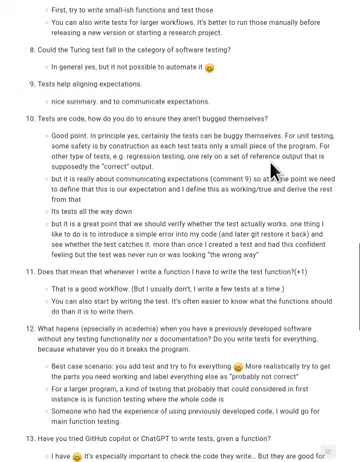 First, try to write small-ish functions and test those
You can also write tests for larger workflows. It's better to run those manually before
releasing a new version or starting a research project.
8. Could the Turing test fall in the category of software testing?
In general yes, but it not possible to automate it 😄
9. Tests help aligning expectations.
nice summary. and to communicate expectations.
10. Tests are code, how do you do to ensure they aren't bugged themselves?
Good point. In principle yes, certainly the tests can be buggy themselves. For unit testing,
some safety is by construction as each test tests only a small piece of the program. For
other type of tests, e.g. regression testing, one rely on a set of reference output that is
supposedly the "correct" output.
but it is really about communicating expectations (comment 9) so at some point we need
to define that this is our expectation and I define this as working/true and derive the rest
from that
Its tests all the way down
but it is a great point that we should verify whether the test actually works. one thing I
like to do is to introduce a simple error into my code (and later git restore it back) and
see whether the test catches it. more than once I created a test and had this confident
feeling but the test was never run or was looking "the wrong way"
11. Does that mean that whenever I write a function I have to write the test function?(+1)
That is a good workflow. (But I usually don't, I write a few tests at a time.)
You can also start by writing the test. It's often easier to know what the functions should
do than it is to write them.
12. What hapens (epsecially in academia) when you have a previously developed software
without any testing functionality nor a documentation? Do you write tests for everything,
because whatever you do it breaks the program.
Best case scenario: you add test and try to fix everything 😄 More realistically try to get
the parts you need working and label everything else as "probably not correct"
For a larger program, a kind of testing that probably that could considered in first
instance is is function testing where the whole code is
Someone who had the experience of using previously developed code, I would go for
main function testing.
13. Have you tried GitHub copilot or ChatGPT to write tests, given a function?
I have 😄 It's especially important to check the code they write... But they are good for